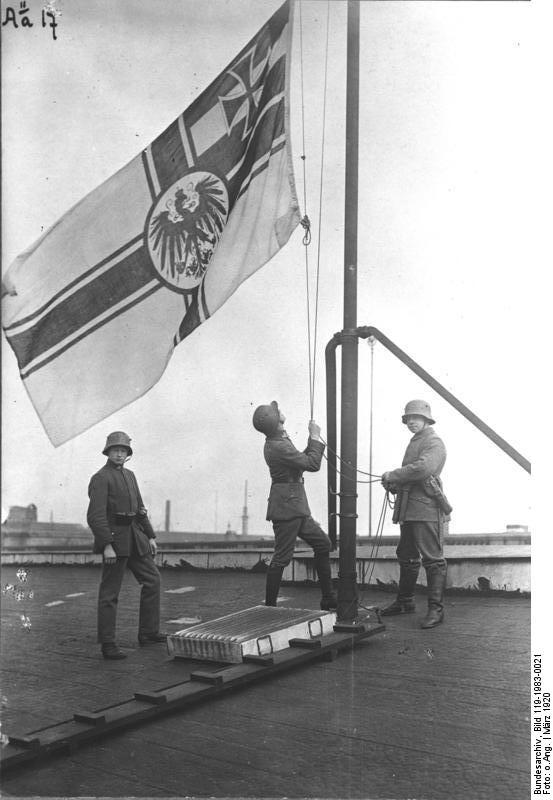 Aä 17
Bundesarchiv, Bild 119-1983-0021
Foto: o.Ang. | März 1920